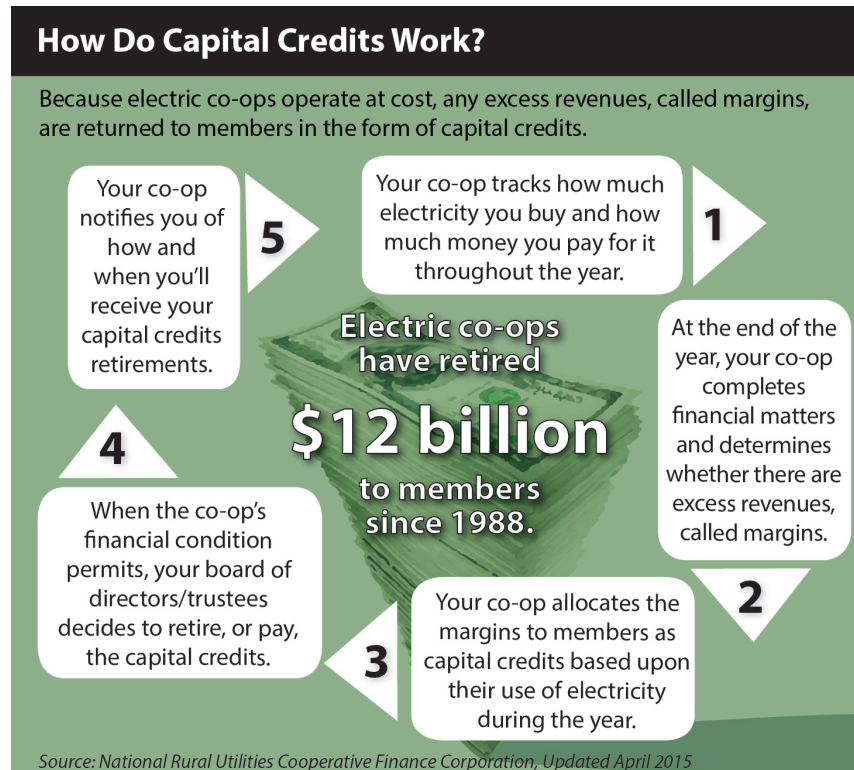 How Do Capital Credits Work?
Because electric co-ops operate at cost, any excess revenues, called margins,
are returned to members in the form of capital credits.
Your co-op tracks how much
electricity you buy and how
much money you pay for it
throughout the year.
1
At the end of the
year, your co-op
completes
financial matters
and determines
whether there are
excess revenues,
called margins.
2
Your co-op allocates the
margins to members as
capital credits based upon
their use of electricity
during the year.
3
When the co-op’s
financial condition
permits, your board of
directors/trustees
decides to retire, or pay,
the capital credits.
4
Your co-op
notifies you of
how and
when you’ll
receive your
capital credits
retirements.
5
Electric co-ops
have retired
$12 billion
to members
since 1988.
Source: National Rural Utilities Cooperative Finance Corporation, Updated April 2015